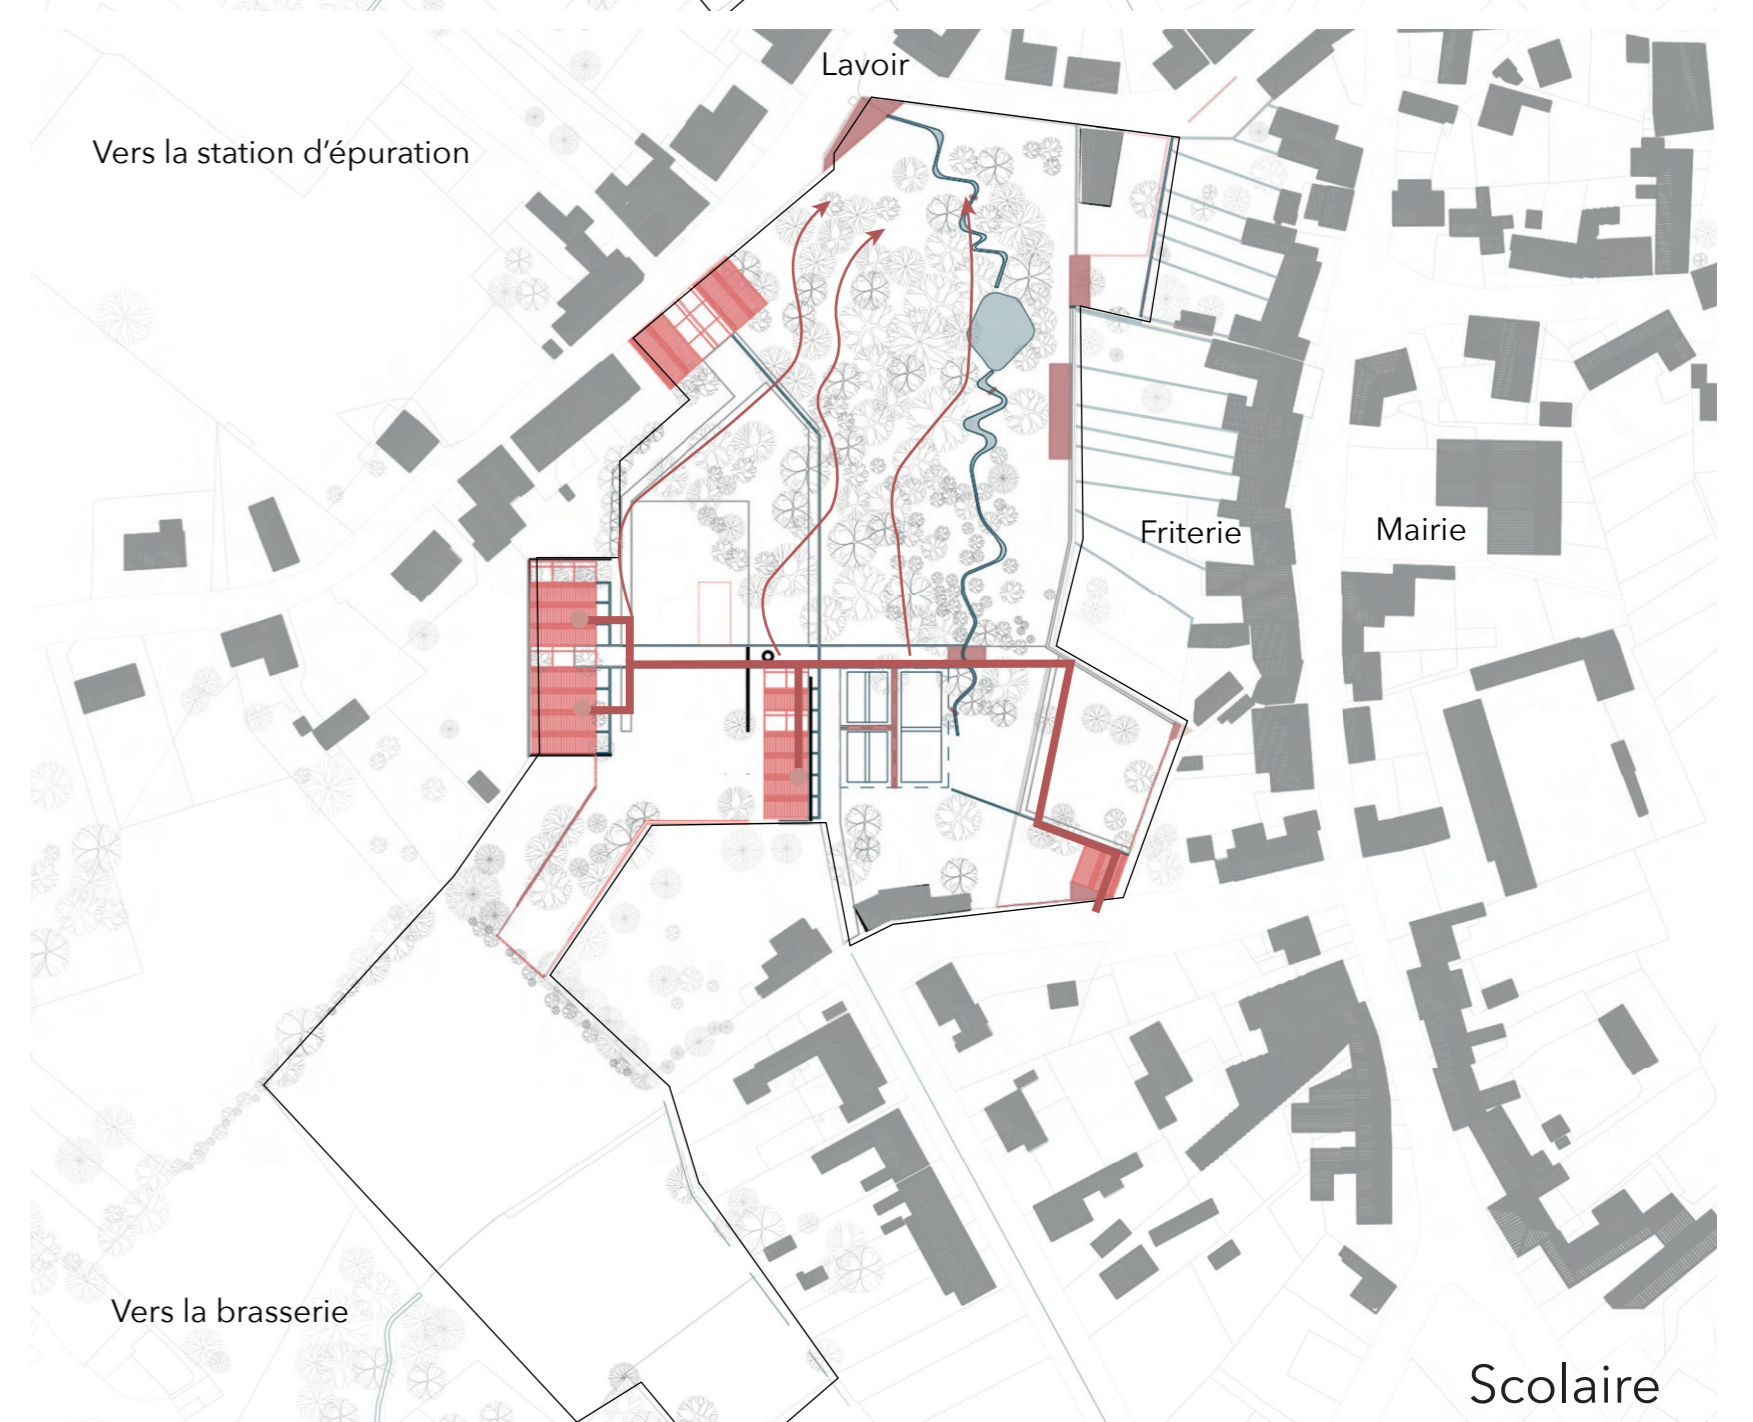 Lavoir
Vers la station d’épuration
Friterie
Mairie
Vers la brasserie
Scolaire